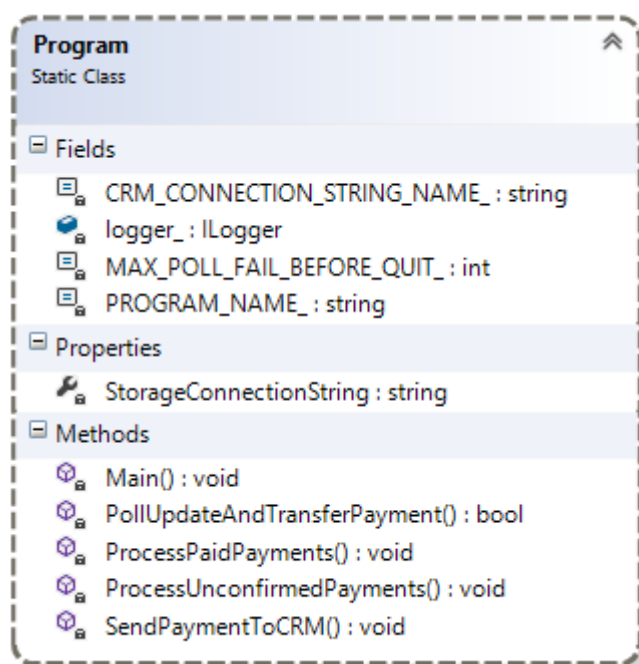 Program
Static Class
Fields
CRM_CONNECTION_STRING_NAME_ : string
logger_ : ILogger
MAX_POLL_FAIL_BEFORE_QUIT_ : int
PROGRAM_NAME_ : string
Properties
StorageConnectionString : string
Methods
Main() : void
PollUpdateAndTransferPayment() : bool
ProcessPaidPayments() : void
ProcessUnconfirmedPayments() : void
SendPaymentToCRM() : void